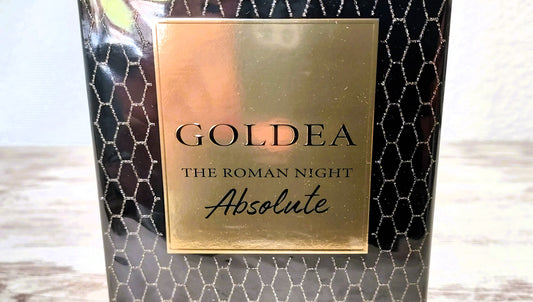 GOLDEA
THE ROMAN NIGHT
Absolute